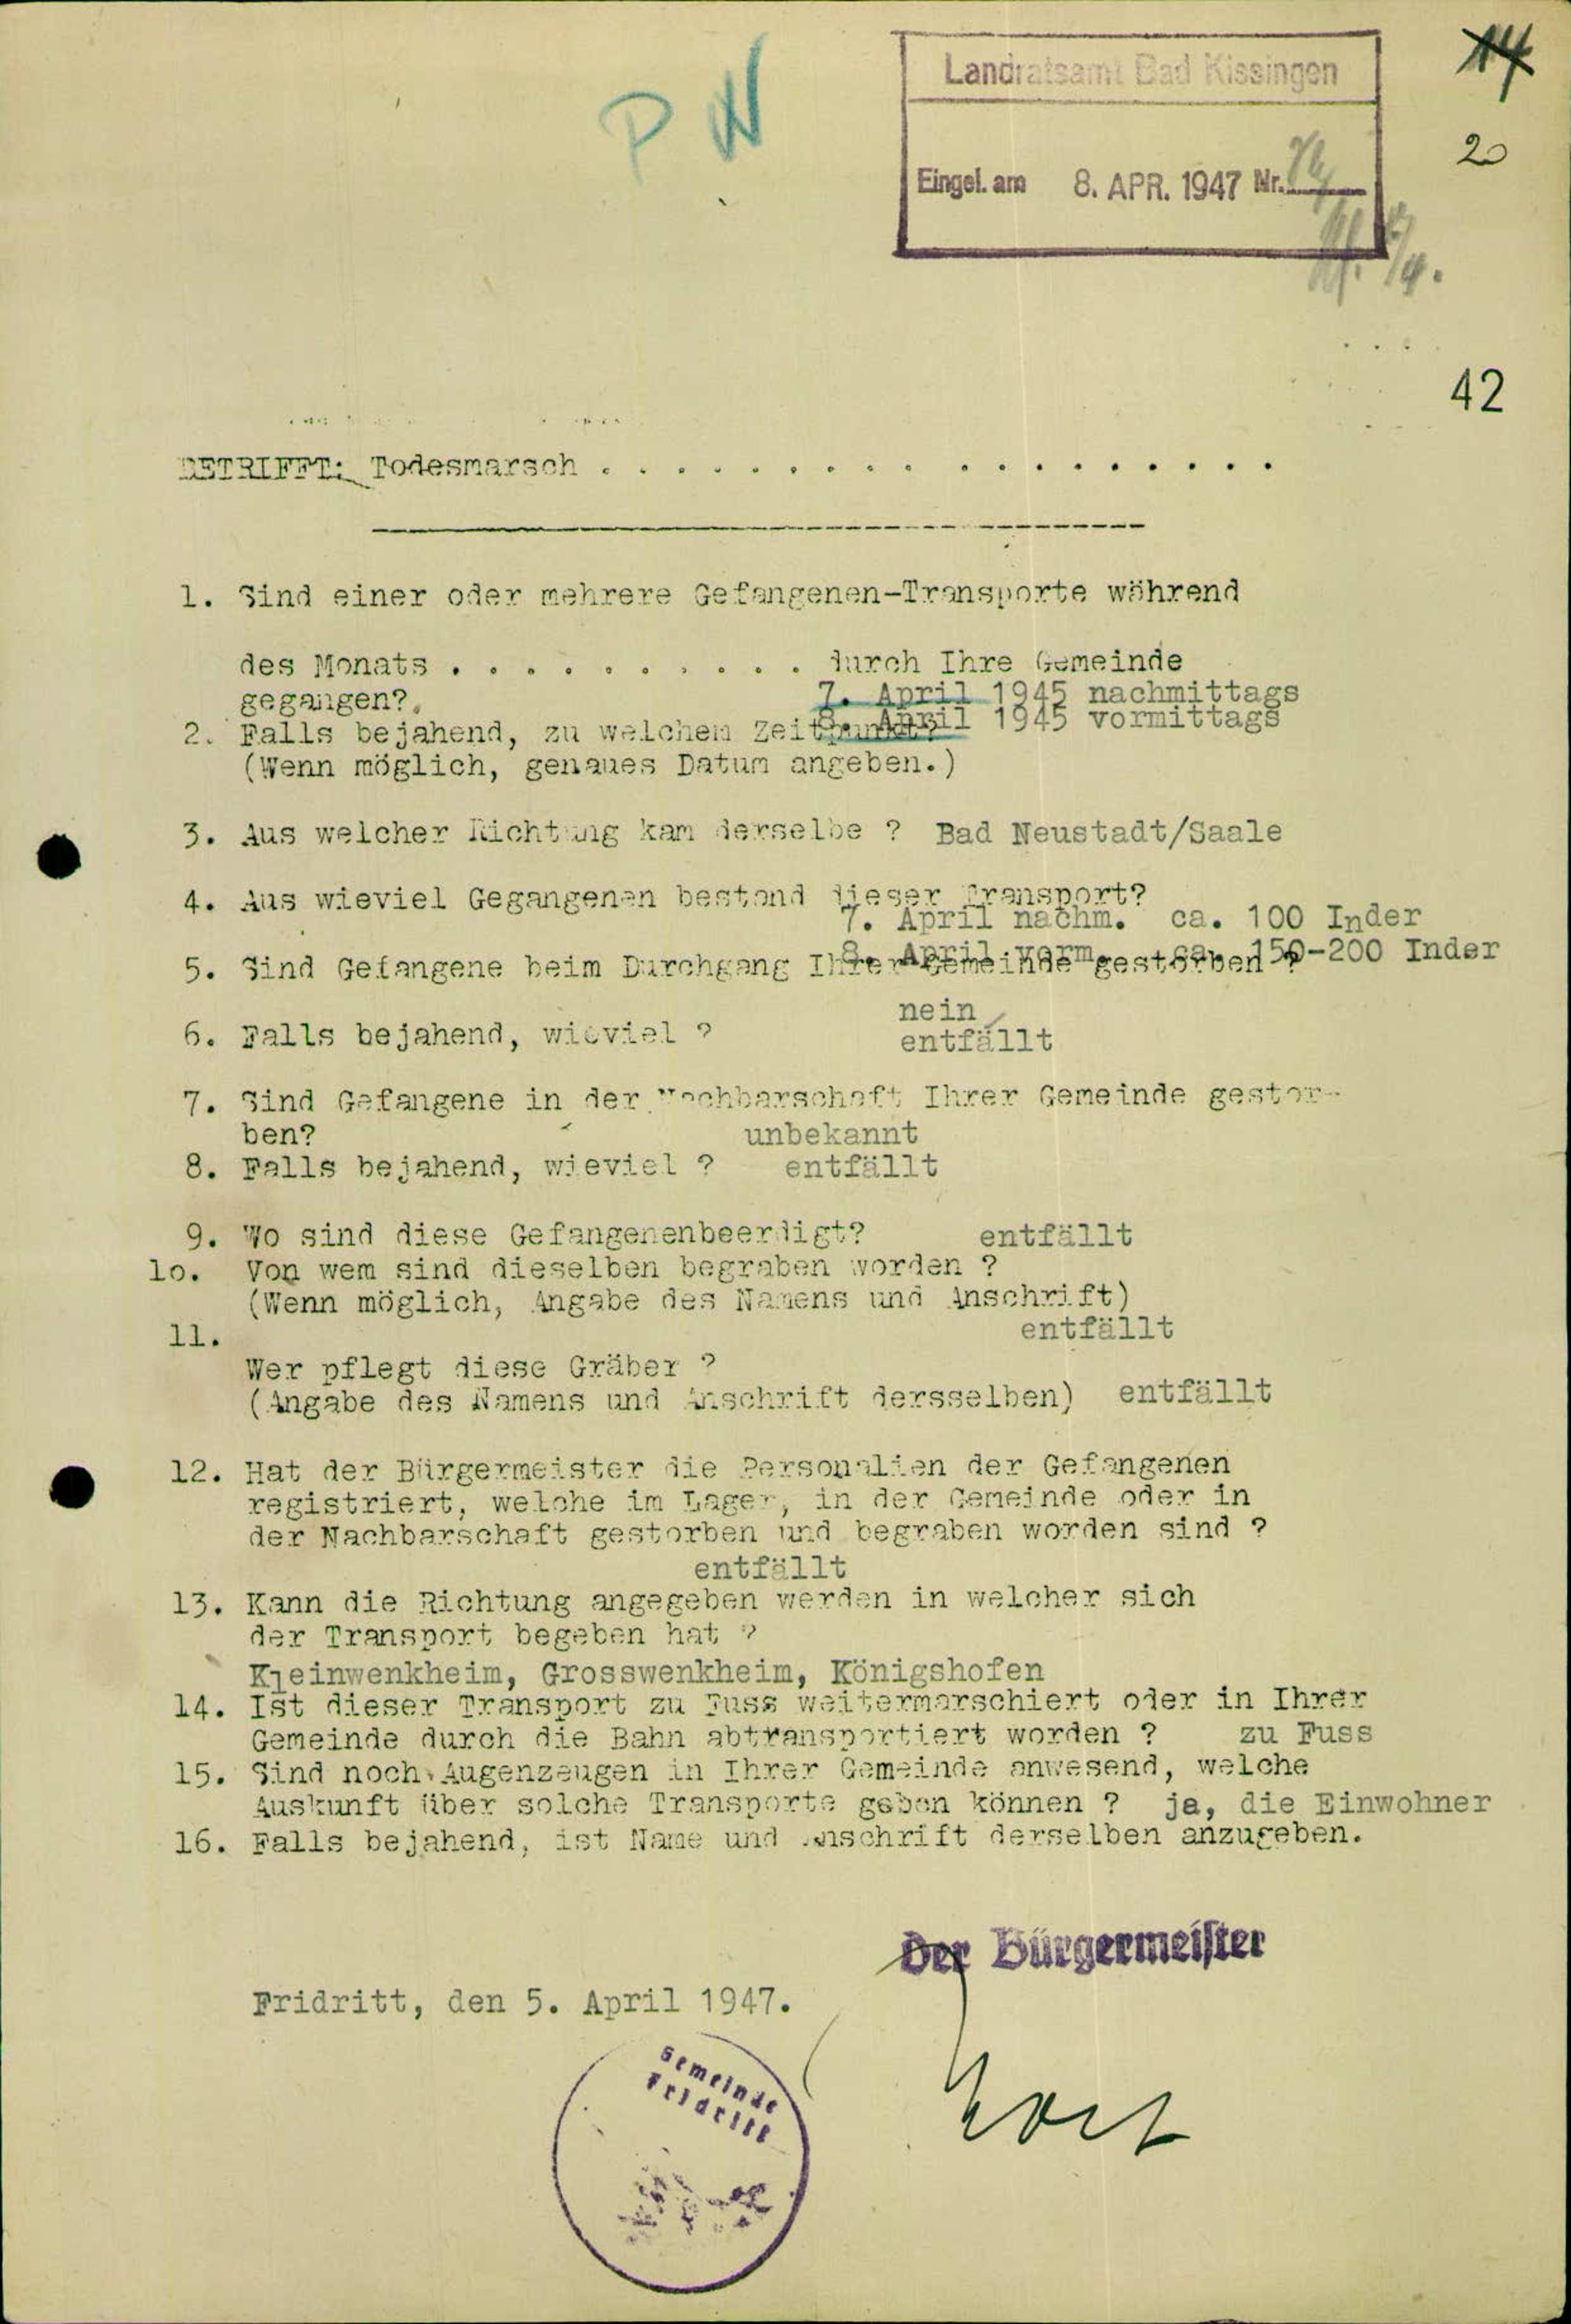 P W
Landratsamt Bad Kissingen
Eingel. am 8. APR. 1947 Nr.
14
20
42
BETRIFFT: Todesmarsch . . . . . . . . . . . . . . . . . .
1. Sind einer oder mehrere Gefangenen-Transporte während
des Monats . . . . . . . . . . durch Ihre Gemeinde
gegangen? 7. April 1945 nachmittags
8. April 1945 vormittags
2. Falls bejahend, zu welchem Zeitpunkt?
(Wenn möglich, genaues Datum angeben.)
3. Aus welcher Richtung kam derselbe ? Bad Neustadt/Saale
4. Aus wieviel Gegangenen bestand dieser Transport?
7. April nachm. ca. 100 Inder
8. April vorm. ca. 150-200 Inder
5. Sind Gefangene beim Durchgang Ihrer Gemeinde gestorben ?
nein
6. Falls bejahend, wieviel ? entfällt
7. Sind Gefangene in der Nachbarschaft Ihrer Gemeinde gestor-
ben? unbekannt
8. Falls bejahend, wieviel ? entfällt
9. Wo sind diese Gefangenenbeerdigt? entfällt
lo. Von wem sind dieselben begraben worden ?
(Wenn möglich, Angabe des Namens und Anschrift)
11. entfällt
Wer pflegt diese Gräber ?
(Angabe des Namens und Anschrift dersselben) entfällt
12. Hat der Bürgermeister die Personalien der Gefangenen
registriert, welche im Lager, in der Gemeinde oder in
der Nachbarschaft gestorben und begraben worden sind ?
entfällt
13. Kann die Richtung angegeben werden in welcher sich
der Transport begeben hat ?
Kleinwenkheim, Grosswenkheim, Königshofen
14. Ist dieser Transport zu Fuss weitermarschiert oder in Ihrer
Gemeinde durch die Bahn abtransportiert worden ? zu Fuss
15. Sind noch Augenzeugen in Ihrer Gemeinde anwesend, welche
Auskunft über solche Transporte geben können ? ja, die Einwohner
16. Falls bejahend, ist Name und Anschrift derselben anzugeben.
Der Bürgermeister
Fridritt, den 5. April 1947.
Gemeinde
Fridritt